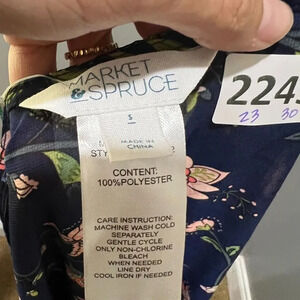 MARKET
& SPRUCE
S
MADE IN
CHINA
CONTENT:
100%POLYESTER
CARE INSTRUCTION:
MACHINE WASH COLD
SEPARATELY
GENTLE CYCLE
ONLY NON-CHLORINE
BLEACH
WHEN NEEDED
LINE DRY
COOL IRON IF NEEDED
224
23 30